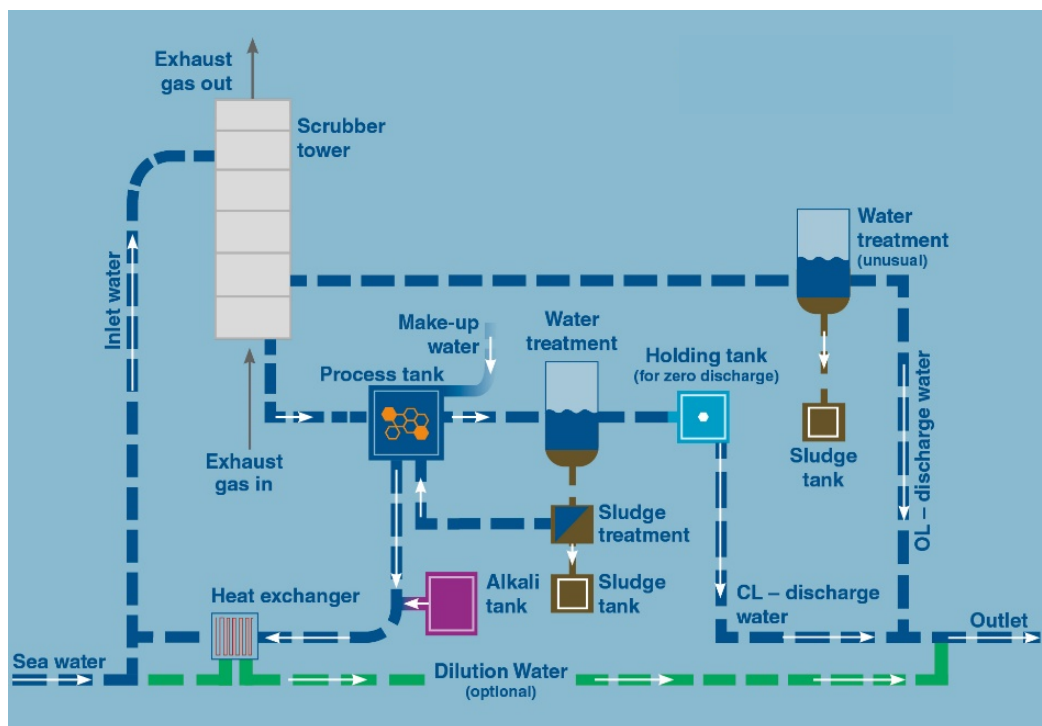 Exhaust
gas out
Scrubber
tower
Inlet water
Water
treatment
(unusual)
Make-up
water
Water
treatment
Process tank
Holding tank
(for zero discharge)
Exhaust
gas in
Sludge
tank
OL – discharge water
Sludge
treatment
Heat exchanger
Alkali
tank
Sludge
tank
CL – discharge
water
Outlet
Sea water
Dilution Water
(optional)